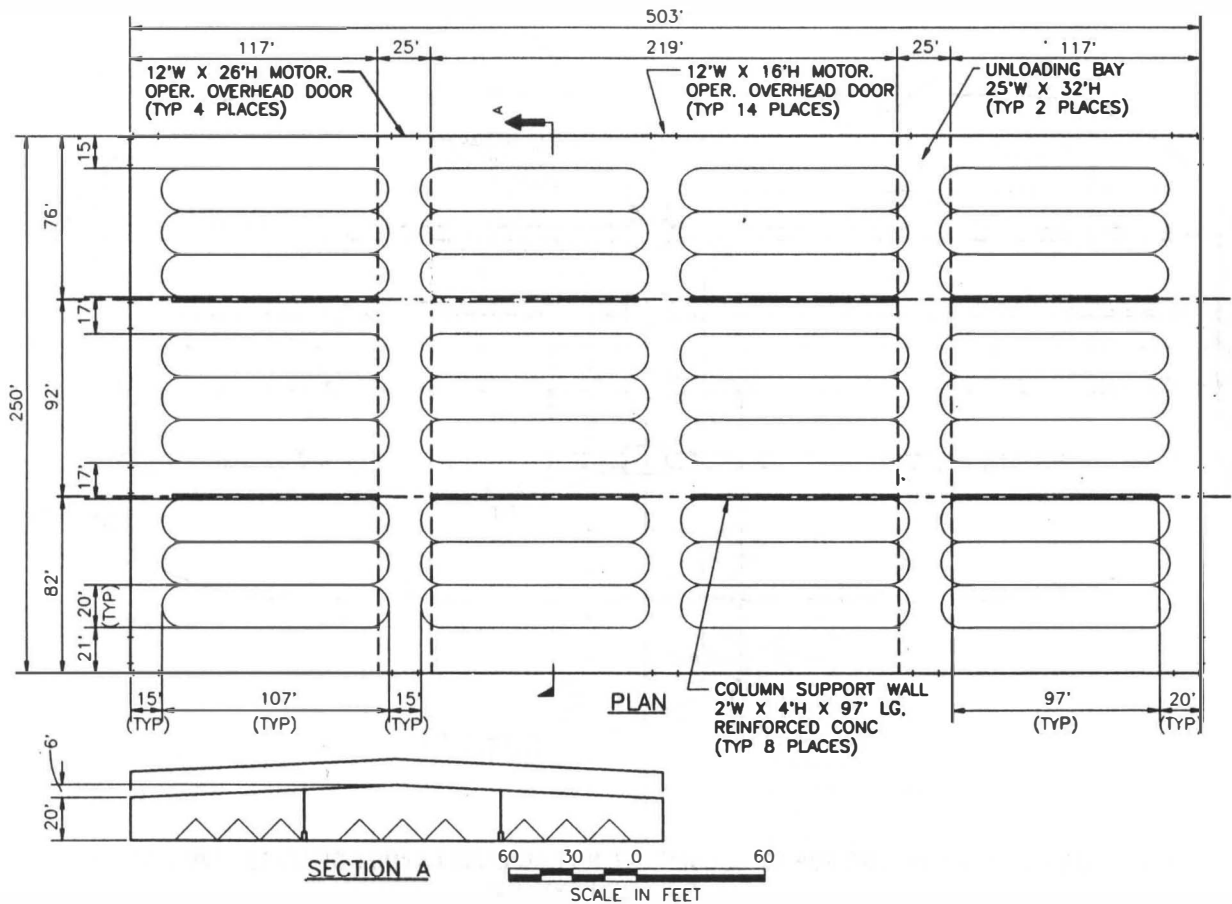 503'
117'
25'
219'
25'
117'
12'W X 26'H MOTOR.
OPER. OVERHEAD DOOR
(TYP 4 PLACES)
12'W X 16'H MOTOR.
OPER. OVERHEAD DOOR
(TYP 14 PLACES)
UNLOADING BAY
25'W X 32'H
(TYP 2 PLACES)
A
15'
76'
17'
250'
92'
17'
82'
20'
(TYP)
21'
15'
(TYP)
107'
(TYP)
15'
(TYP)
PLAN
COLUMN SUPPORT WALL
2'W X 4'H X 97' LG,
REINFORCED CONC
(TYP 8 PLACES)
97'
(TYP)
20'
(TYP)
6'
20'
SECTION A
60 30 0 60
SCALE IN FEET